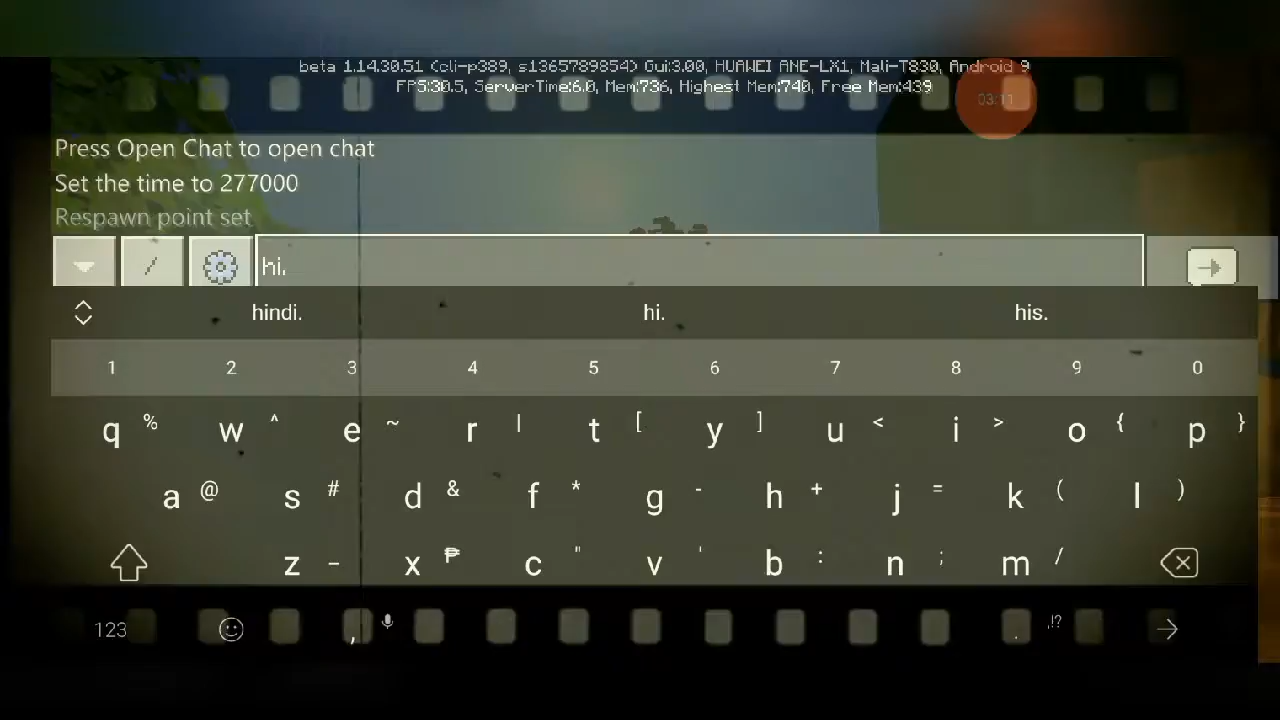 beta 1.14.30.51 (cli-p389, s1365789854) Gui:3.00, HUAWEI ANE-LX1, Mali-T830, Android 9
FPS:30.5, ServerTime:6.0, Mem:736, Highest Mem:740, Free Mem:439
03:11
Press Open Chat to open chat
Set the time to 277000
Respawn point set
/ hi.
hindi. hi. his.
1 2 3 4 5 6 7 8 9 0
q % w ^ e ~ r | t [ y ] u < i > o { p }
a @ s # d & f * g - h + j = k ( l )
z _ x ₱ c " v ' b : n ; m /
123 , . ,!?